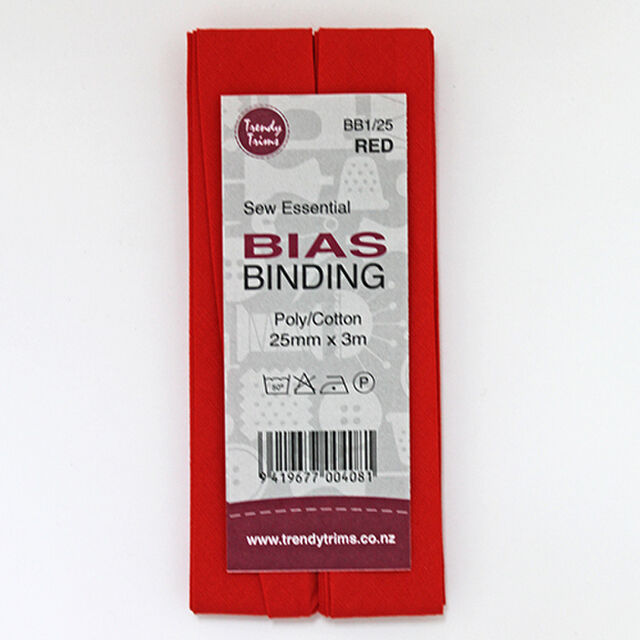 Trendy
Trims
BB1/25
RED
Sew Essential
BIAS
BINDING
Poly/Cotton
25mm x 3m
50°
P
9 419677 004081
www.trendytrims.co.nz